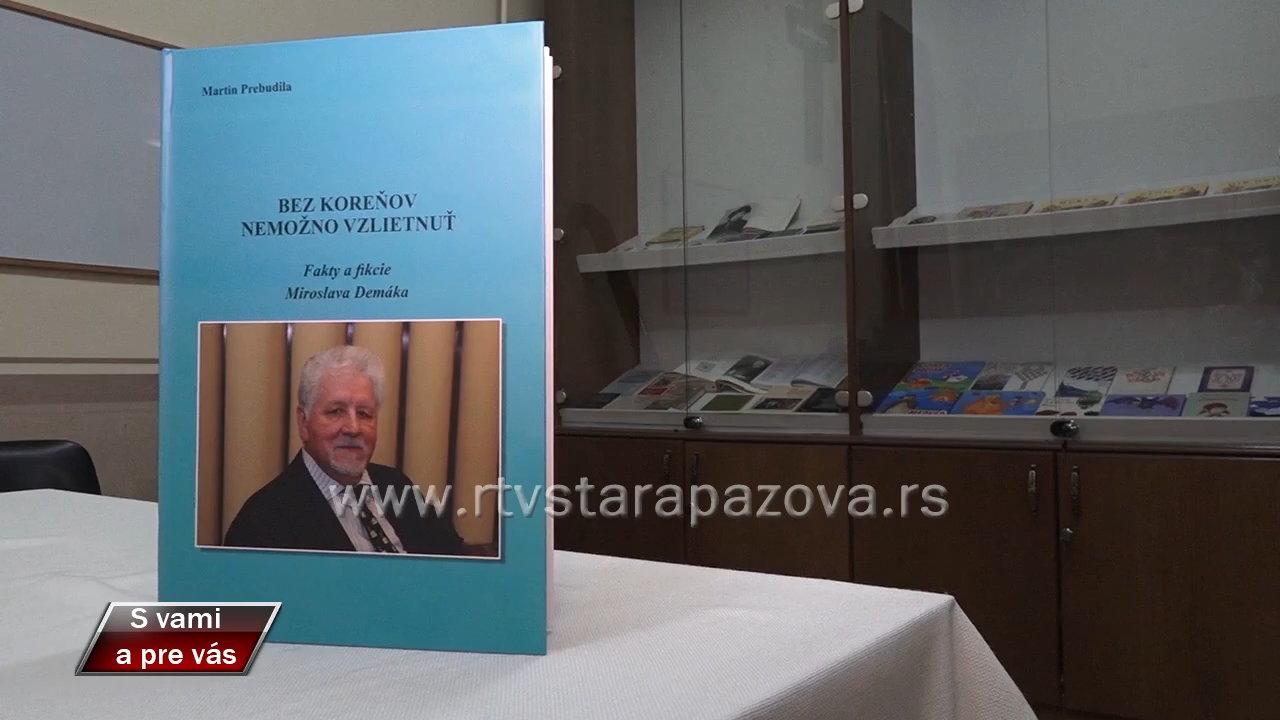 Martin Prebudila
BEZ KOREŇOV
NEMOŽNO VZLIETNUŤ
Fakty a fikcie
Miroslava Demáka
www.rtvstarapazova.rs
S vami
a pre vás